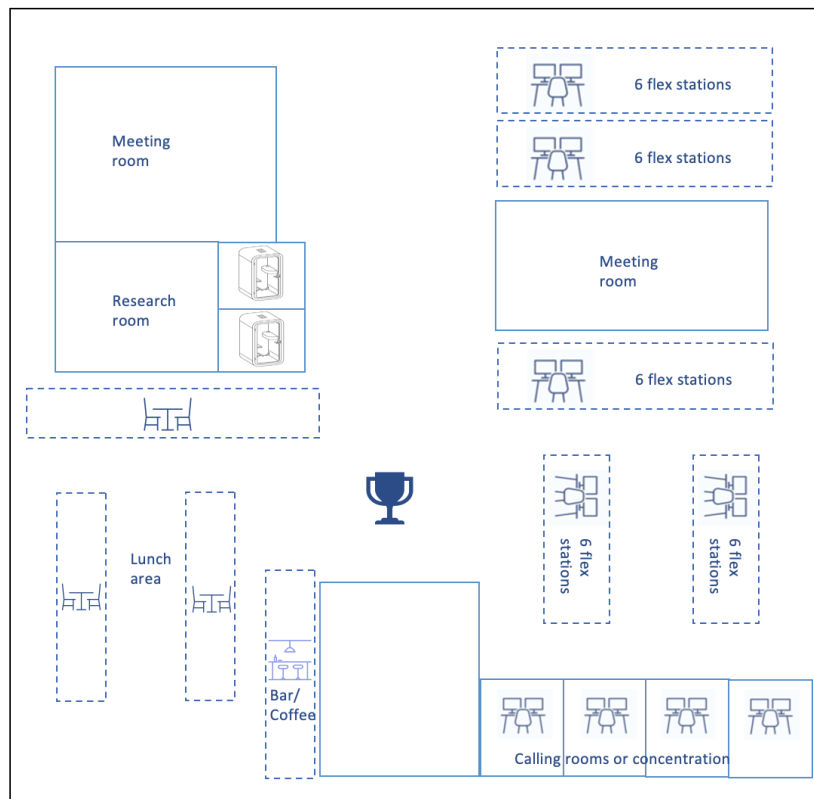 Meeting
room
6 flex stations
6 flex stations
Meeting
room
Research
room
6 flex stations
6 flex
stations
6 flex
stations
Lunch
area
Bar/
Coffee
Calling rooms or concentration